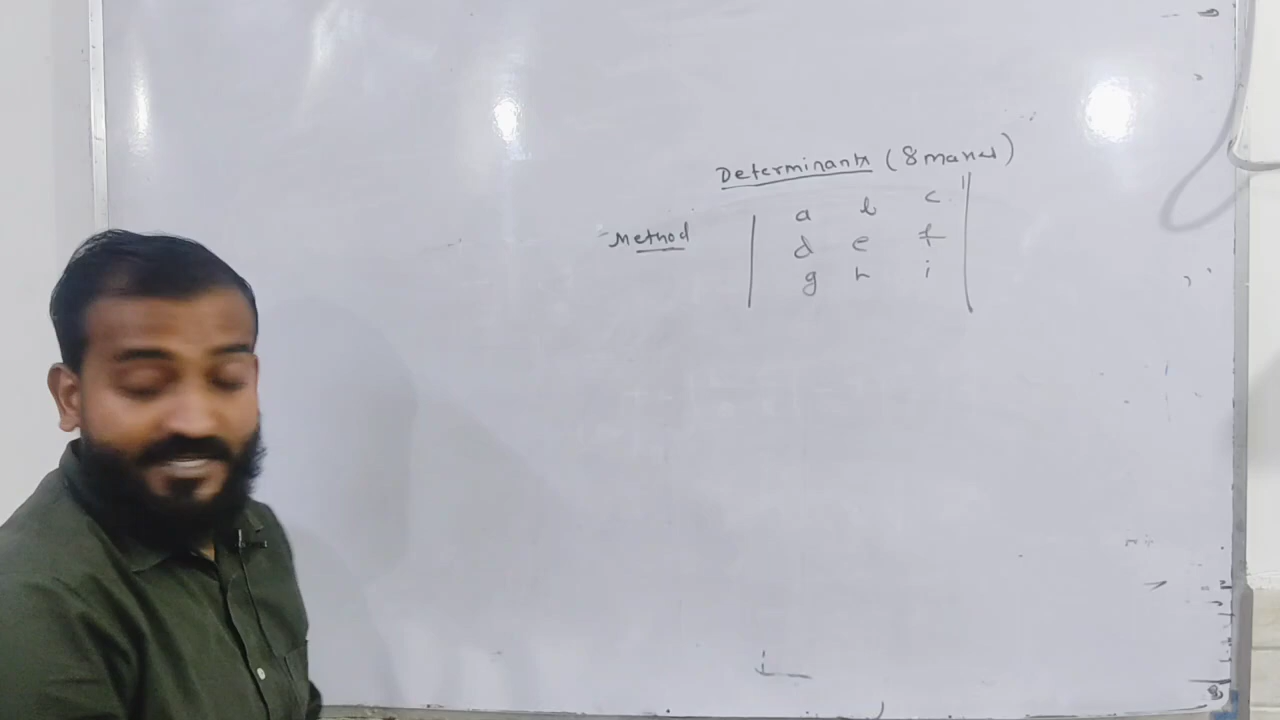 Determinants (8 marks)
Method
| a b c |
| d e f |
| g h i |